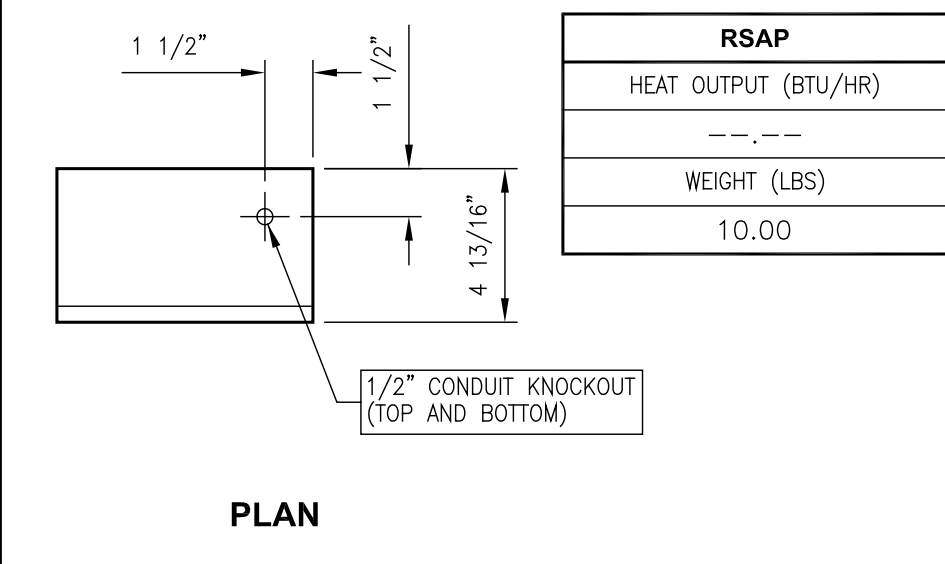 1 1/2”
1 1/2”
4 13/16”
1/2” CONDUIT KNOCKOUT
(TOP AND BOTTOM)
PLAN
RSAP
HEAT OUTPUT (BTU/HR)
--.--
WEIGHT (LBS)
10.00